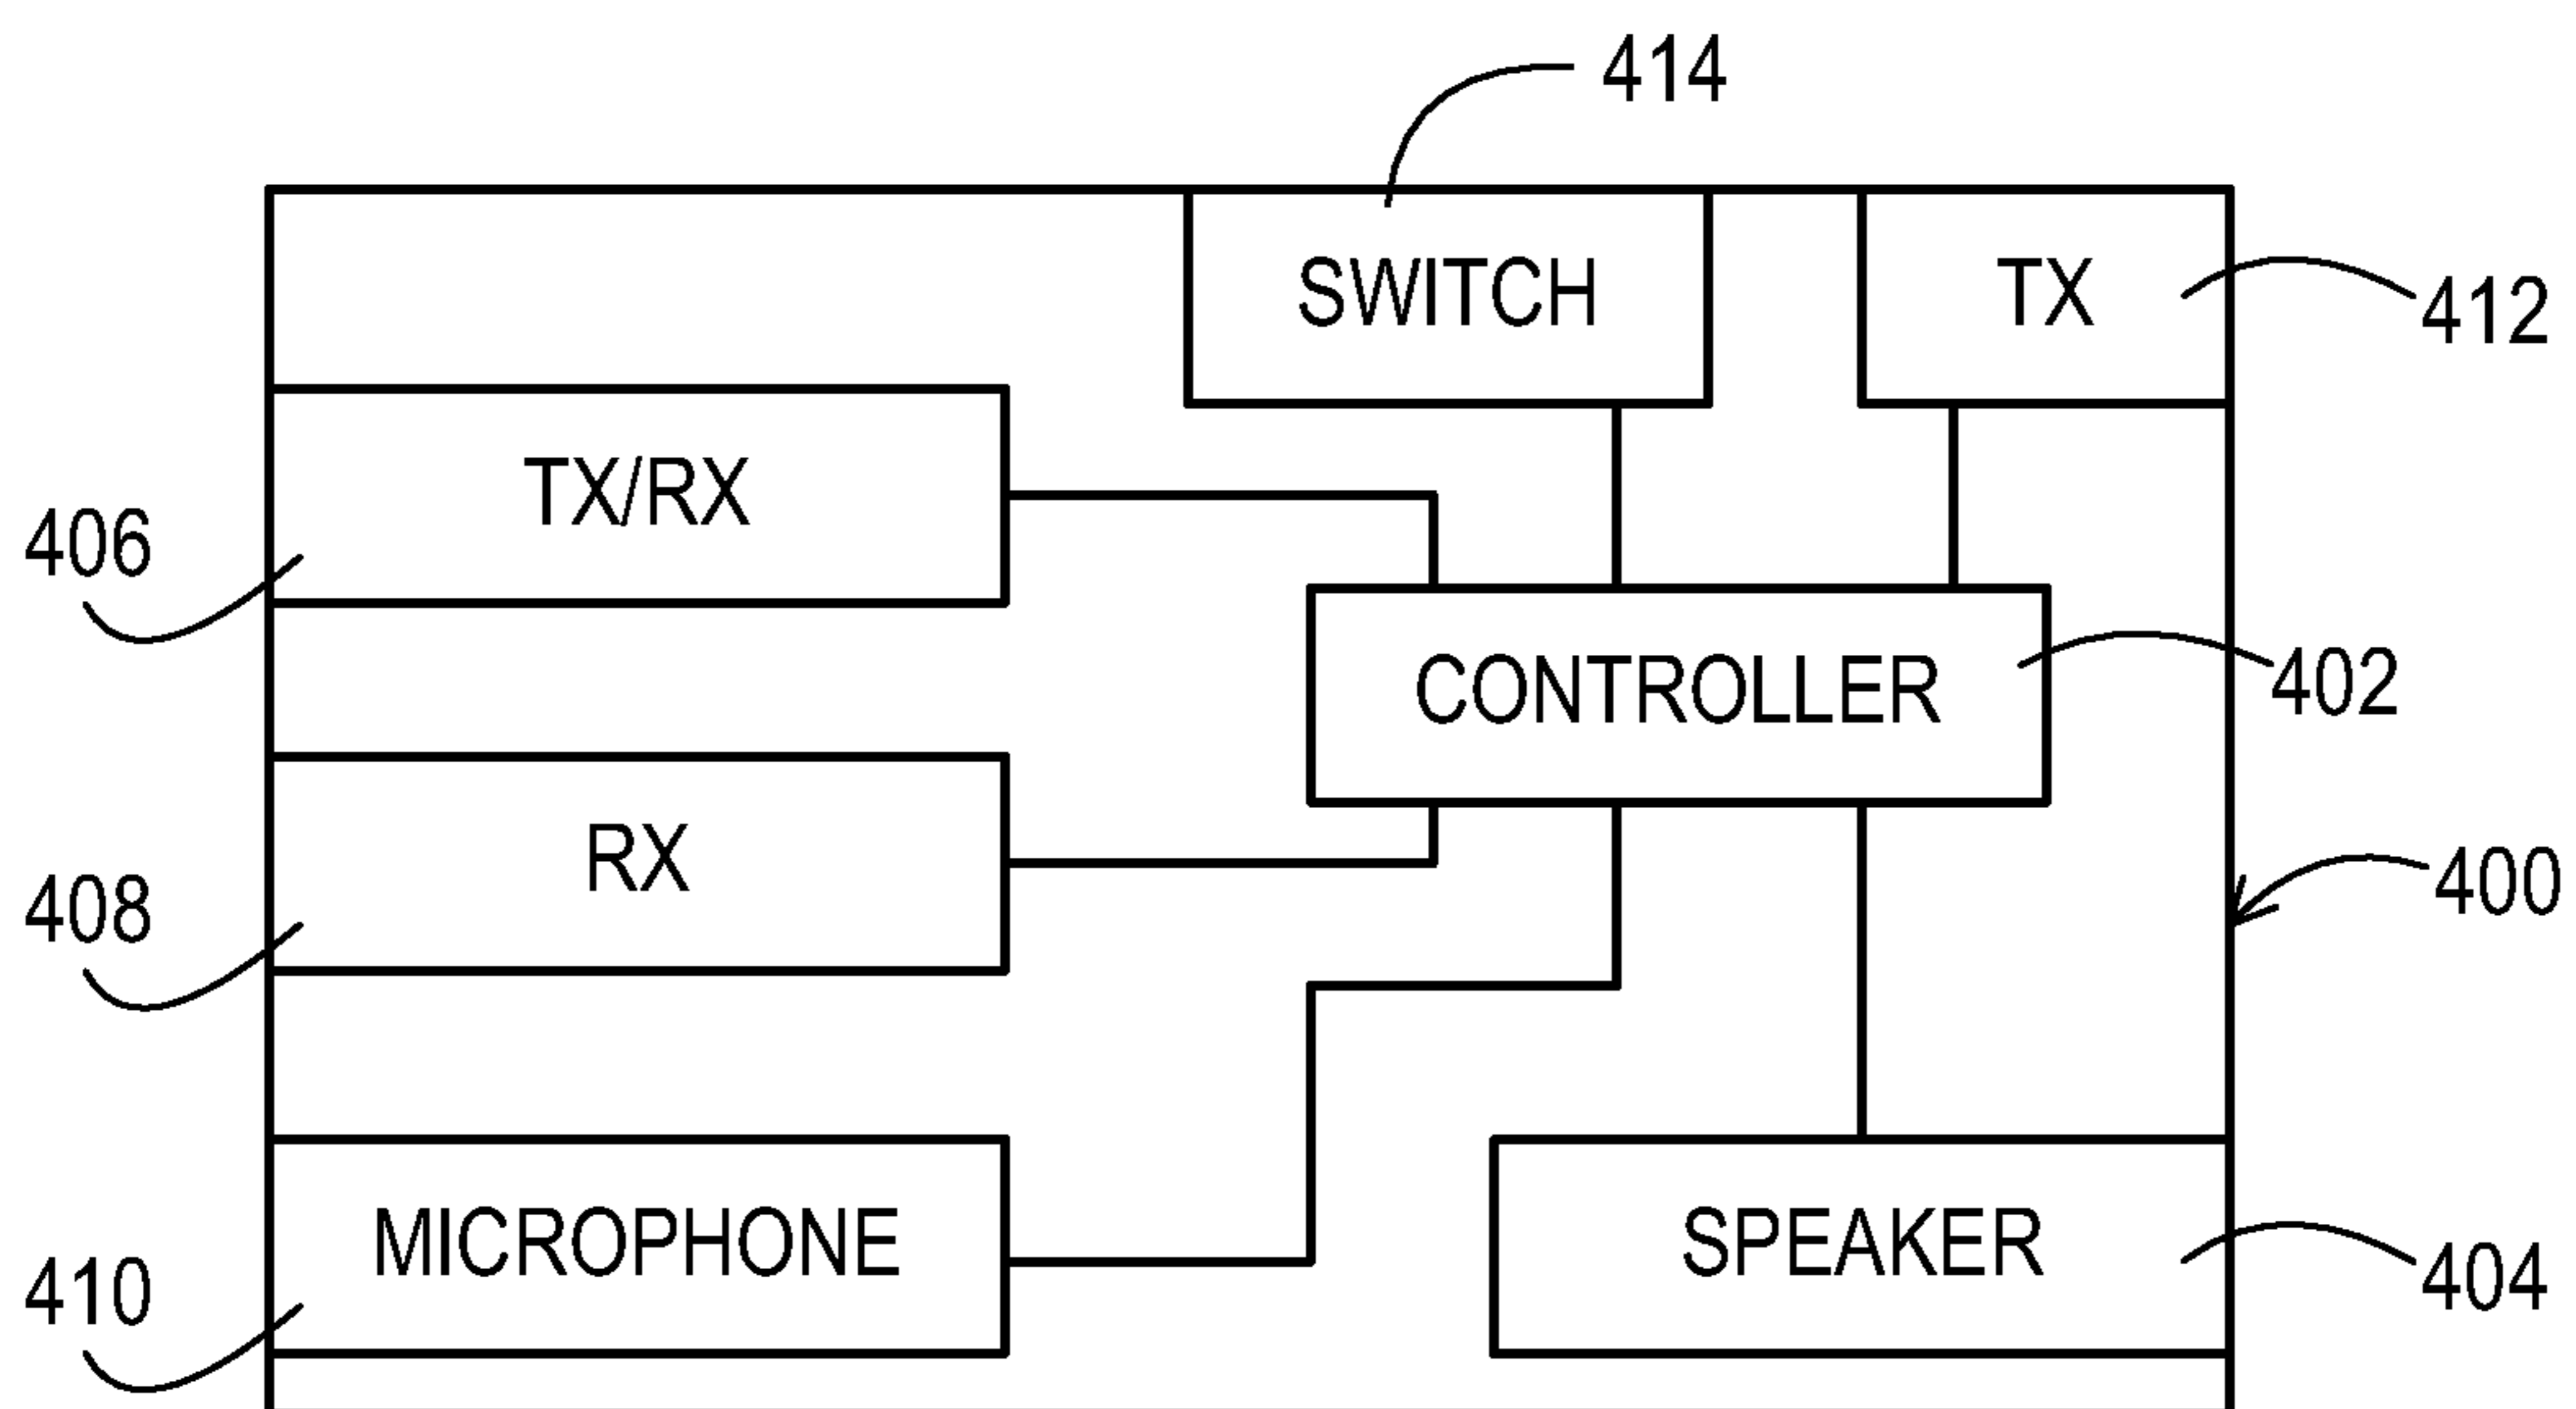 414
SWITCH
TX
412
TX/RX
406
CONTROLLER
402
RX
408
400
MICROPHONE
410
SPEAKER
404